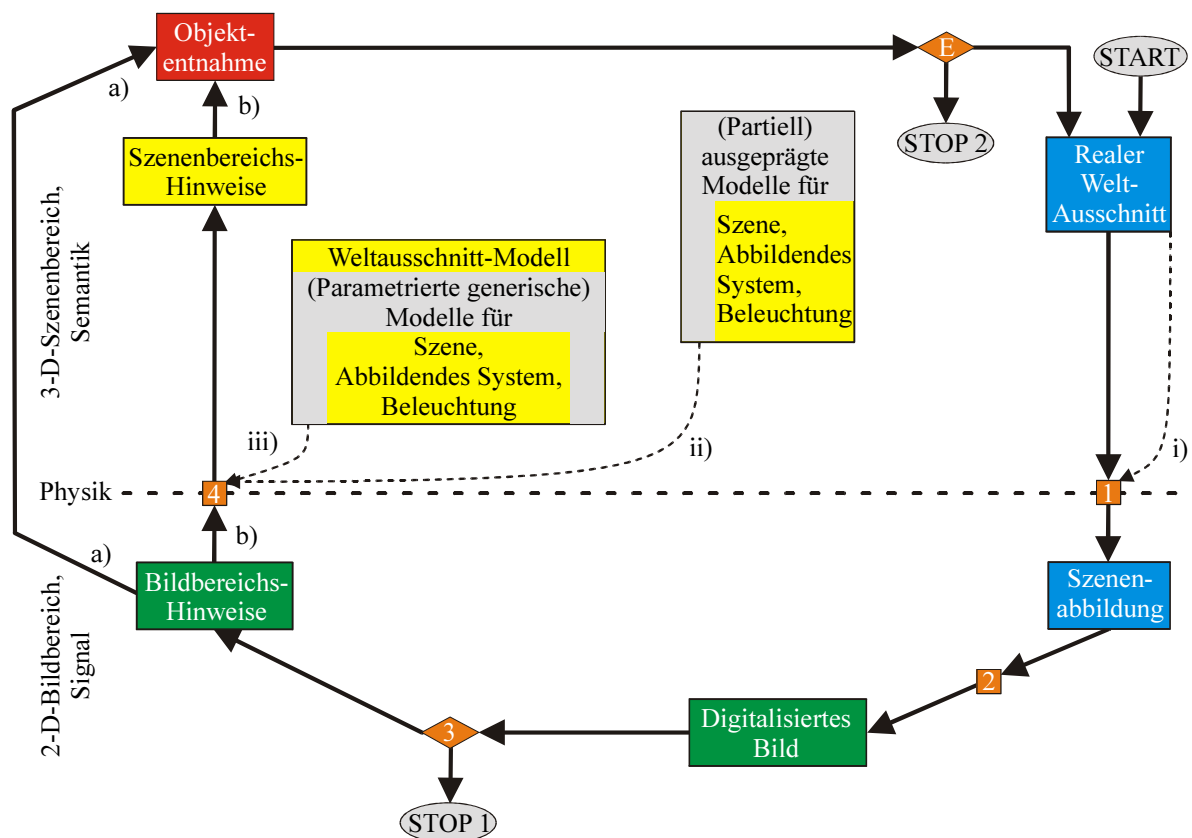 Objekt-
entnahme
E
START
a)
b)
STOP 2
(Partiell)
ausgeprägte
Modelle für
Szene,
Abbildendes
System,
Beleuchtung
Realer
Welt-
Ausschnitt
Szenenbereichs-
Hinweise
3-D-Szenenbereich,
Semantik
Weltausschnitt-Modell
(Parametrierte generische)
Modelle für
Szene,
Abbildendes System,
Beleuchtung
iii)
ii)
i)
Physik
4
1
b)
a)
Bildbereichs-
Hinweise
Szenen-
abbildung
2-D-Bildbereich,
Signal
2
3
Digitalisiertes
Bild
STOP 1